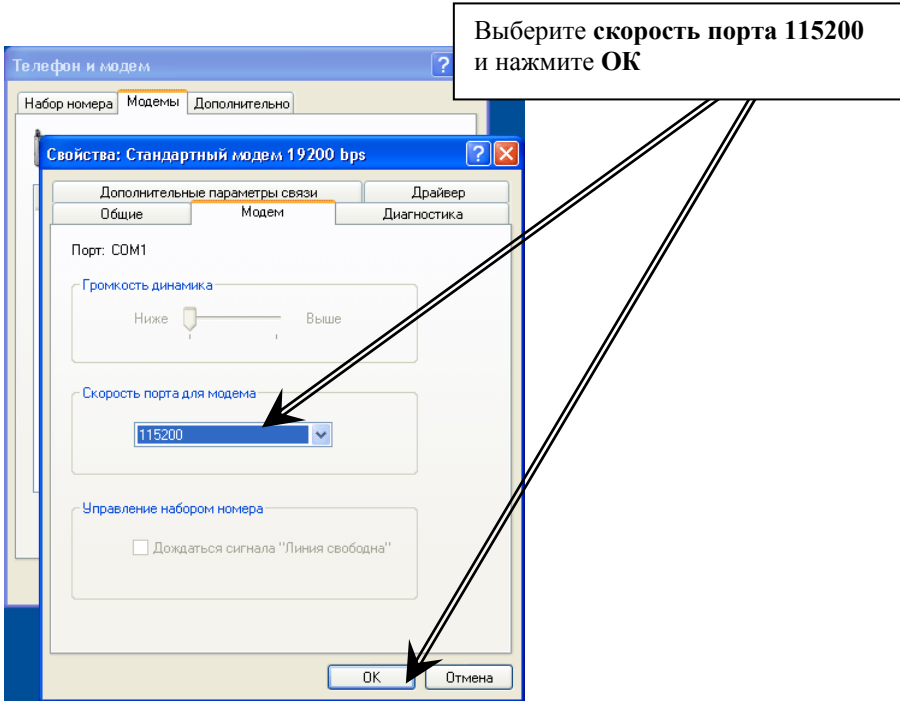 Выберите скорость порта 115200
и нажмите ОК
Телефон и модем
Набор номера Модемы Дополнительно
Свойства: Стандартный модем 19200 bps
Дополнительные параметры связи Драйвер
Общие Модем Диагностика
Порт: COM1
Громкость динамика
Ниже Выше
Скорость порта для модема
115200
Управление набором номера
Дождаться сигнала "Линия свободна"
OK Отмена